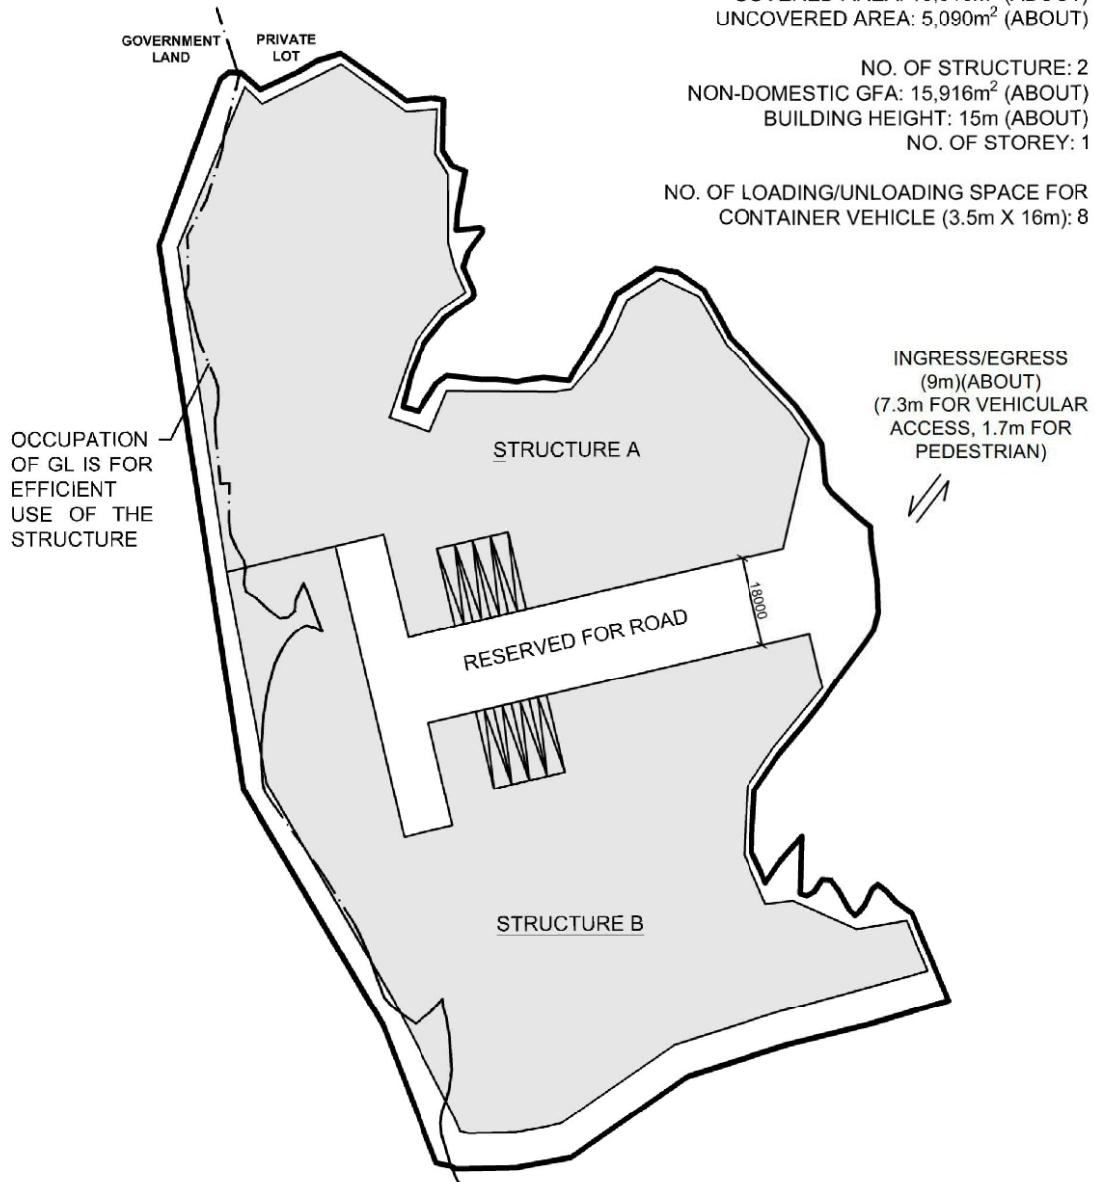 UNCOVERED AREA: 5,090m² (ABOUT)
GOVERNMENT LAND
PRIVATE LOT
NO. OF STRUCTURE: 2
NON-DOMESTIC GFA: 15,916m² (ABOUT)
BUILDING HEIGHT: 15m (ABOUT)
NO. OF STOREY: 1
NO. OF LOADING/UNLOADING SPACE FOR
CONTAINER VEHICLE (3.5m X 16m): 8
INGRESS/EGRESS
(9m)(ABOUT)
(7.3m FOR VEHICULAR
ACCESS, 1.7m FOR
PEDESTRIAN)
OCCUPATION
OF GL IS FOR
EFFICIENT
USE OF THE
STRUCTURE
STRUCTURE A
18000
RESERVED FOR ROAD
STRUCTURE B